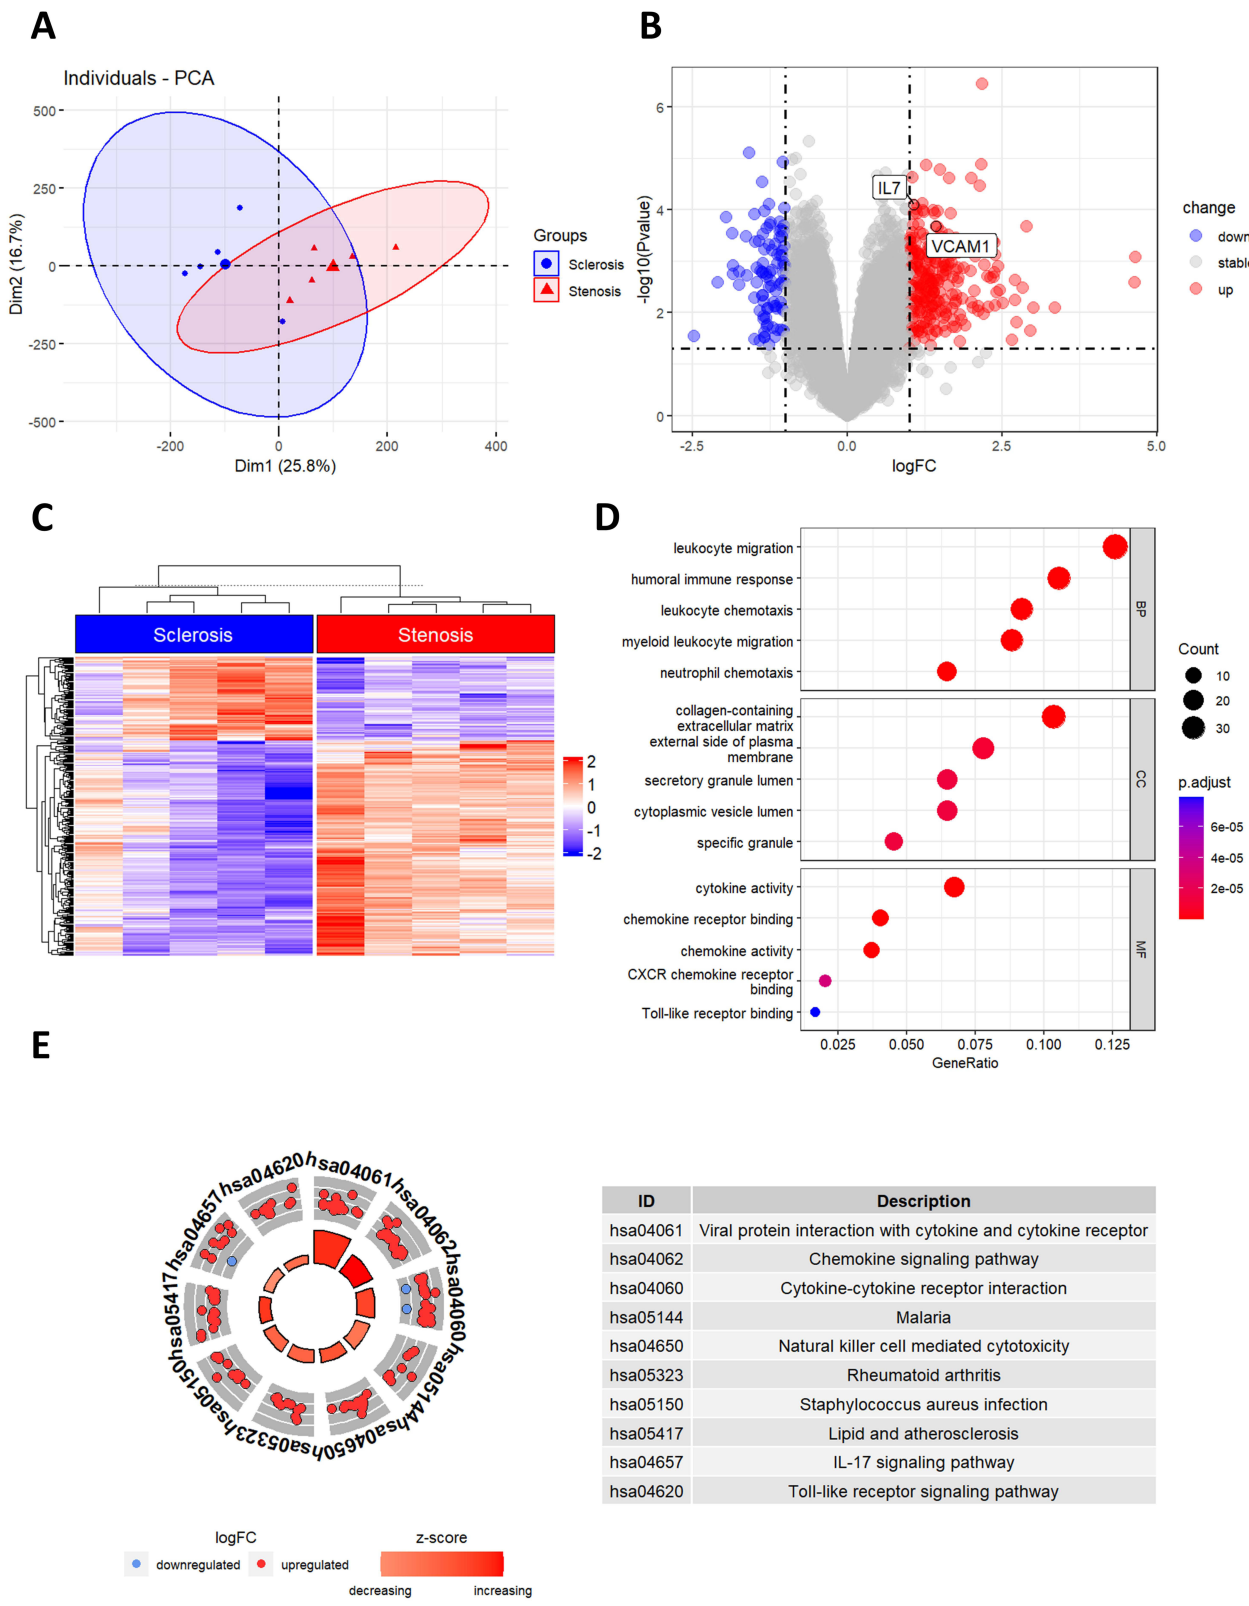 A
Individuals - PCA
500
250
0
-250
-500
-200
0
200
400
Dim1 (25.8%)
Dim2 (16.7%)
Groups
Sclerosis
Stenosis
B
6
4
2
0
-2.5
0.0
2.5
5.0
logFC
-log10(Pvalue)
IL7
VCAM1
change
down
stable
up
C
Sclerosis
Stenosis
2
1
0
-1
-2
D
leukocyte migration
humoral immune response
leukocyte chemotaxis
myeloid leukocyte migration
neutrophil chemotaxis
BP
collagen-containing
extracellular matrix
external side of plasma
membrane
secretory granule lumen
cytoplasmic vesicle lumen
specific granule
CC
cytokine activity
chemokine receptor binding
chemokine activity
CXCR chemokine receptor
binding
Toll-like receptor binding
MF
0.025
0.050
0.075
0.100
0.125
GeneRatio
Count
10
20
30
p.adjust
6e-05
4e-05
2e-05
E
hsa04061
hsa04062
hsa04060
hsa05144
hsa04650
hsa05323
hsa05150
hsa05417
hsa04657
hsa04620
logFC
downregulated
upregulated
z-score
decreasing
increasing
ID Description
hsa04061 Viral protein interaction with cytokine and cytokine receptor
hsa04062 Chemokine signaling pathway
hsa04060 Cytokine-cytokine receptor interaction
hsa05144 Malaria
hsa04650 Natural killer cell mediated cytotoxicity
hsa05323 Rheumatoid arthritis
hsa05150 Staphylococcus aureus infection
hsa05417 Lipid and atherosclerosis
hsa04657 IL-17 signaling pathway
hsa04620 Toll-like receptor signaling pathway